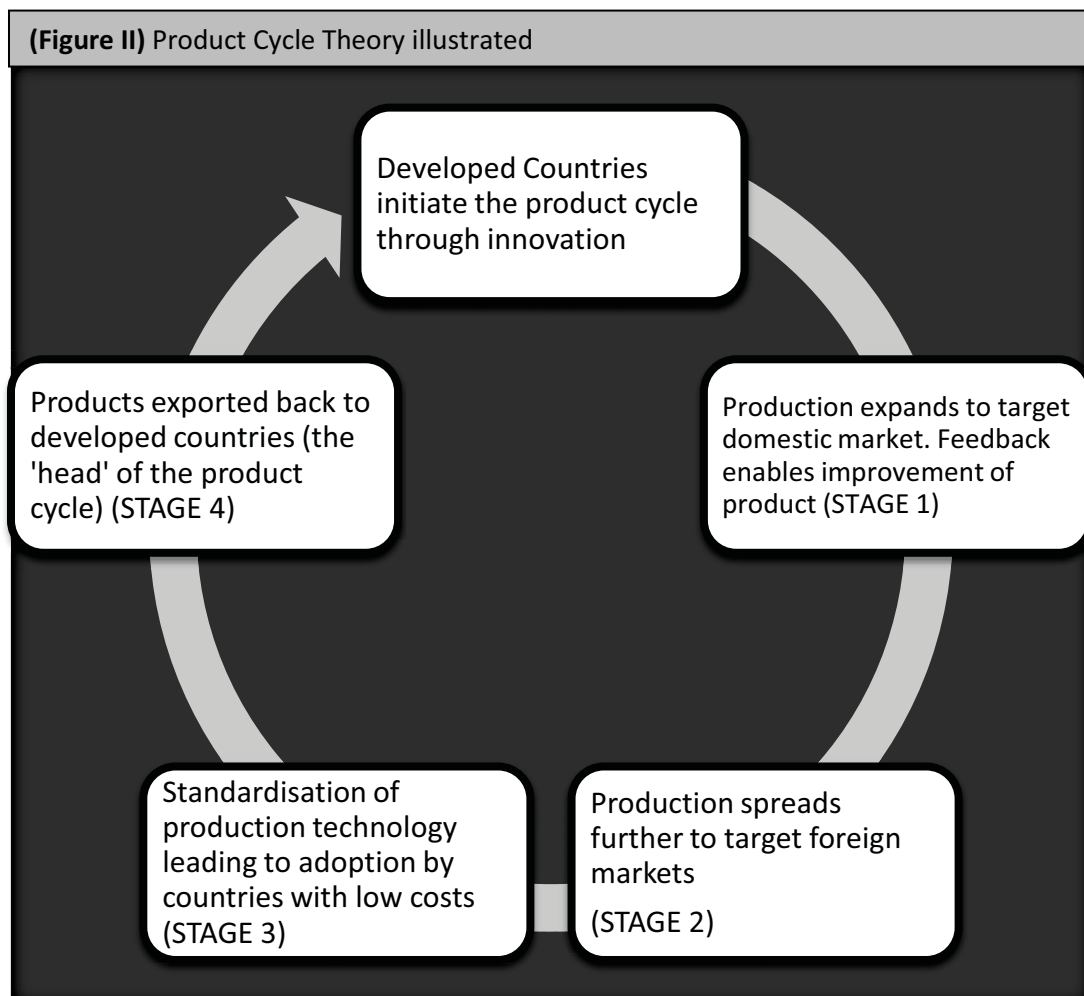 (Figure II) Product Cycle Theory illustrated
Developed Countries
initiate the product cycle
through innovation
Production expands to target
domestic market. Feedback
enables improvement of
product (STAGE 1)
Production spreads
further to target foreign
markets
(STAGE 2)
Standardisation of
production technology
leading to adoption by
countries with low costs
(STAGE 3)
Products exported back to
developed countries (the
'head' of the product
cycle) (STAGE 4)